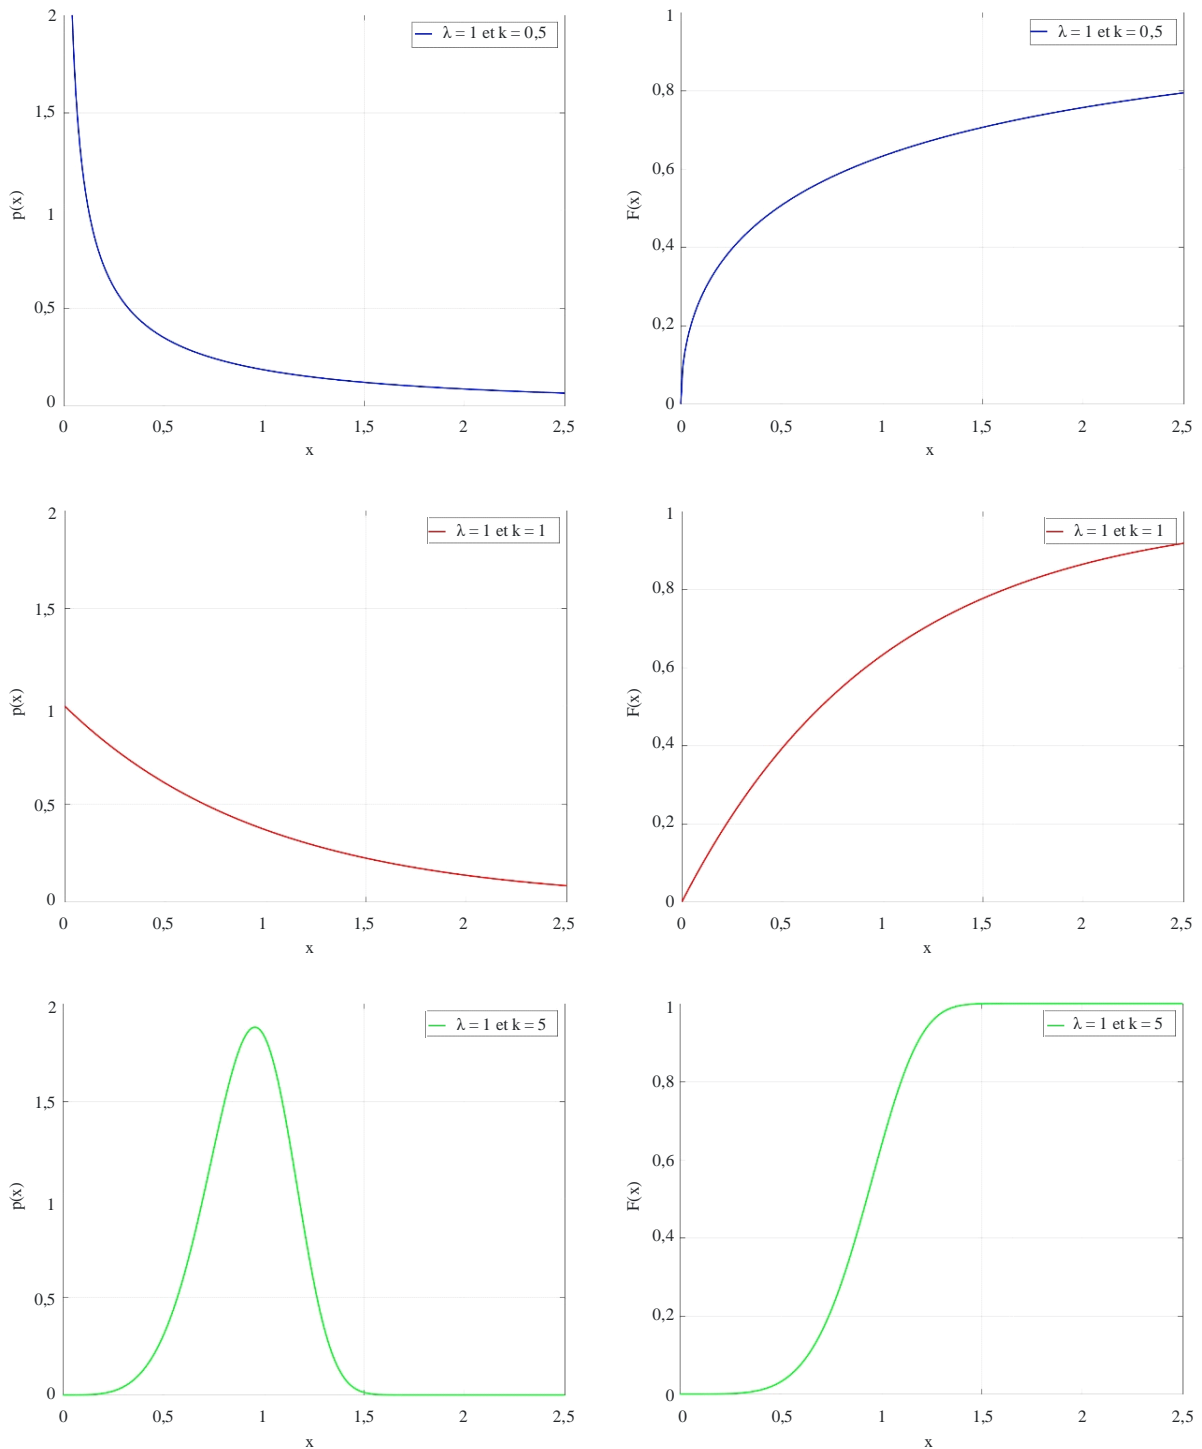 2
1,5
1
0,5
0
p(x)
λ = 1 et k = 0,5
0 0,5 1 1,5 2 2,5
x
1
0,8
0,6
0,4
0,2
0
F(x)
λ = 1 et k = 0,5
0 0,5 1 1,5 2 2,5
x
2
1,5
1
0,5
0
p(x)
λ = 1 et k = 1
0 0,5 1 1,5 2 2,5
x
1
0,8
0,6
0,4
0,2
0
F(x)
λ = 1 et k = 1
0 0,5 1 1,5 2 2,5
x
2
1,5
1
0,5
0
p(x)
λ = 1 et k = 5
0 0,5 1 1,5 2 2,5
x
1
0,8
0,6
0,4
0,2
0
F(x)
λ = 1 et k = 5
0 0,5 1 1,5 2 2,5
x